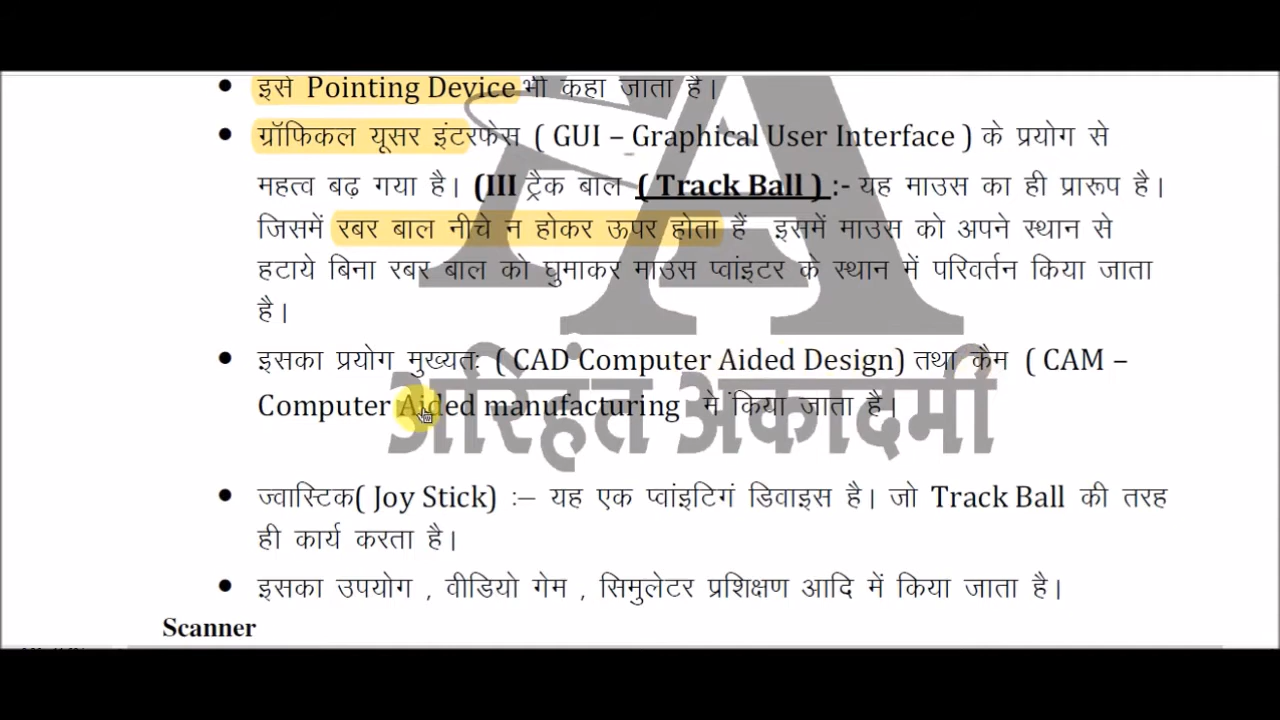 • इसे Pointing Device भी कहा जाता है।
• ग्रॉफिकल यूसर इंटरफेस ( GUI – Graphical User Interface ) के प्रयोग से
महत्व बढ़ गया है। (III ट्रैक बाल ( Track Ball ) :- यह माउस का ही प्रारूप है।
जिसमें रबर बाल नीचे न होकर ऊपर होता हैं इसमें माउस को अपने स्थान से
हटाये बिना रबर बाल को घुमाकर माउस प्वांइटर के स्थान में परिवर्तन किया जाता
है।
• इसका प्रयोग मुख्यतः ( CAD Computer Aided Design) तथा कैम ( CAM –
Computer Aided manufacturing में किया जाता है।
अरिहंत अकादमी
• ज्वास्टिक( Joy Stick) :– यह एक प्वांइटिगं डिवाइस है। जो Track Ball की तरह
ही कार्य करता है।
• इसका उपयोग , वीडियो गेम , सिमुलेटर प्रशिक्षण आदि में किया जाता है।
Scanner